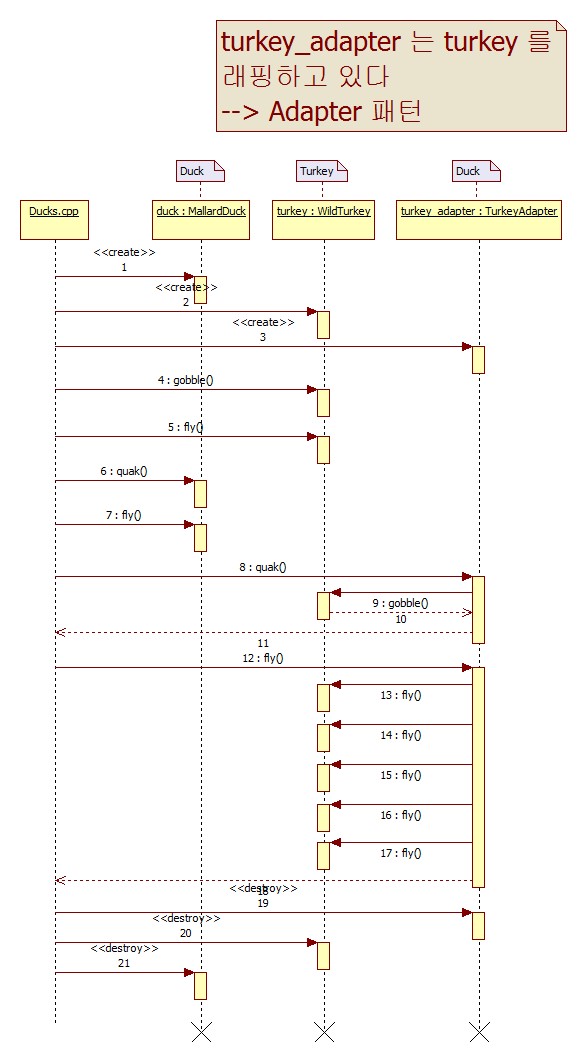 turkey_adapter 는 turkey 를
래핑하고 있다
--> Adapter 패턴
Duck
Turkey
Duck
Ducks.cpp
duck : MallardDuck
turkey : WildTurkey
turkey_adapter : TurkeyAdapter
<<create>>
1
<<create>>
2
<<create>>
3
4 : gobble()
5 : fly()
6 : quak()
7 : fly()
8 : quak()
9 : gobble()
10
11
12 : fly()
13 : fly()
14 : fly()
15 : fly()
16 : fly()
17 : fly()
18
<<destroy>>
19
<<destroy>>
20
<<destroy>>
21